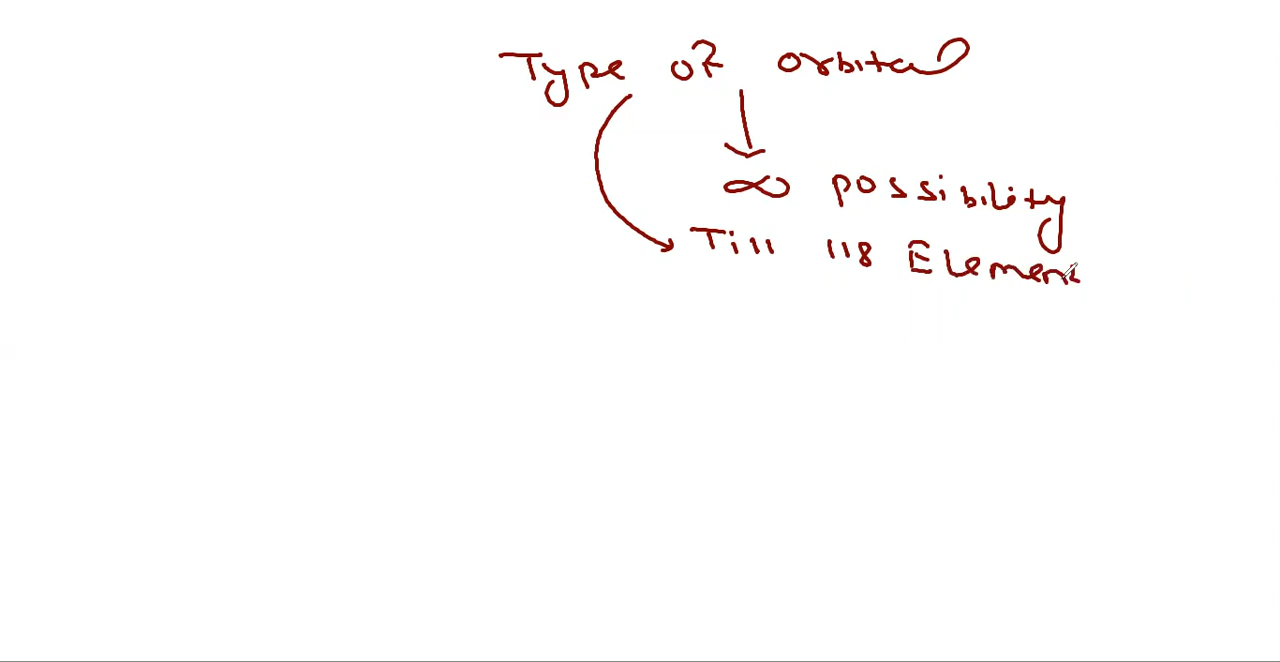 Type of orbital
∞ possibility
Till 118 Element